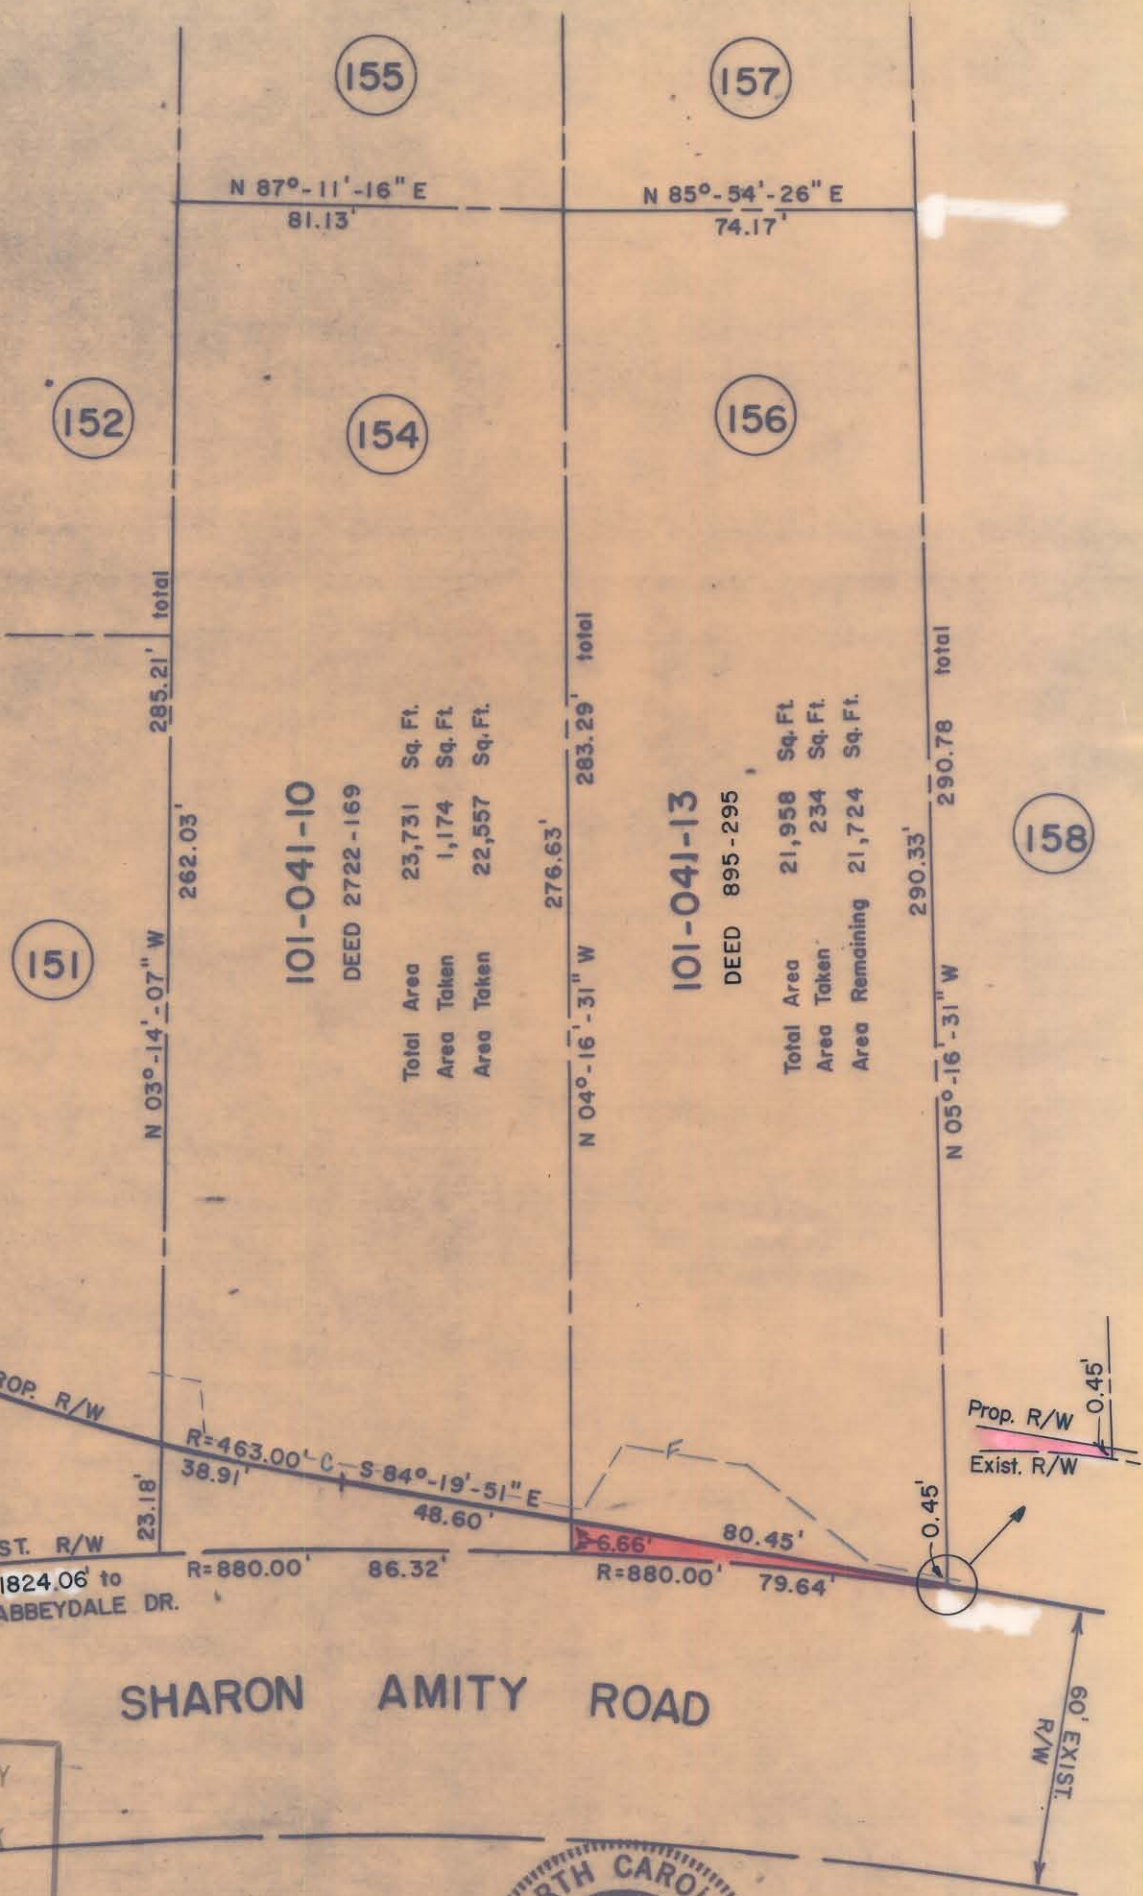 155
157
N 87°-11'-16" E
81.13'
N 85°-54'-26" E
74.17'
152
154
156
285.21' total
262.03'
N 03°-14'-07" W
151
101-041-10
DEED 2722-169
Total Area 23,731 Sq. Ft.
Area Taken 1,174 Sq. Ft.
Area Taken 22,557 Sq. Ft.
283.29' total
276.63'
N 04°-16'-31" W
101-041-13
DEED 895-295
Total Area 21,958 Sq. Ft.
Area Taken 234 Sq. Ft.
Area Remaining 21,724 Sq. Ft.
290.78 total
290.33'
N 05°-16'-31" W
158
ROP. R/W
R=463.00'
C
S 84°-19'-51" E
38.91'
48.60'
F
23.18'
6.66'
80.45'
0.45'
Prop. R/W
0.45'
Exist. R/W
ST. R/W
1824.06' to
ABBEYDALE DR.
R=880.00' 86.32'
R=880.00' 79.64'
SHARON AMITY ROAD
60' EXIST.
R/W
Y
K
RTH CARO